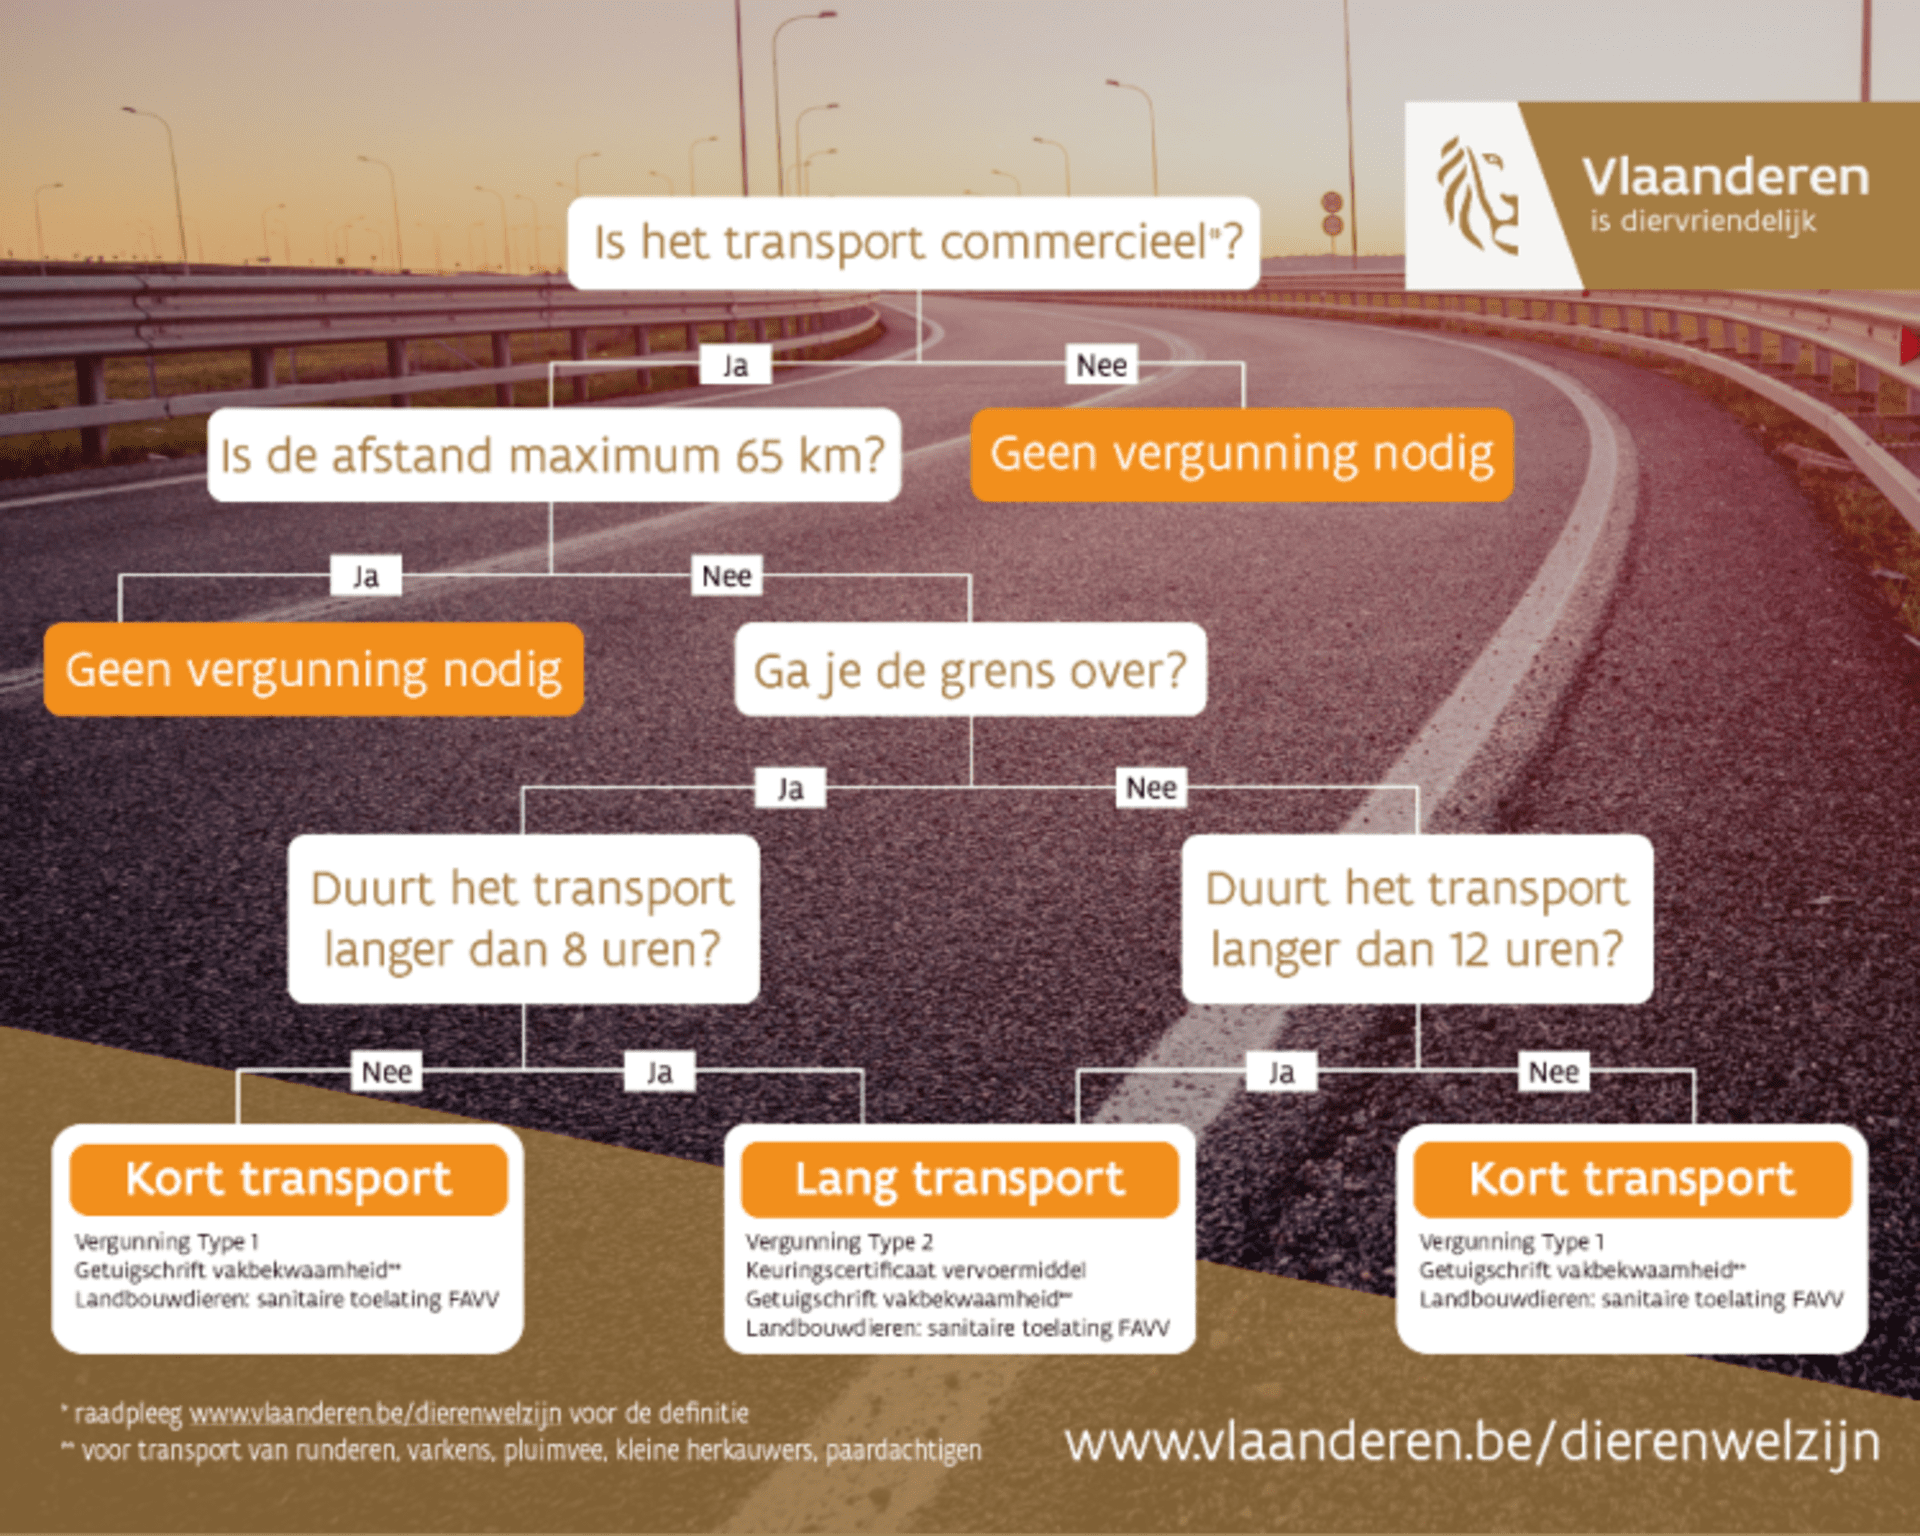 Vlaanderen
is diervriendelijk
Is het transport commercieel*?
Ja
Nee
Is de afstand maximum 65 km?
Geen vergunning nodig
Ja
Nee
Geen vergunning nodig
Ga je de grens over?
Ja
Nee
Duurt het transport
langer dan 8 uren?
Duurt het transport
langer dan 12 uren?
Nee
Ja
Ja
Nee
Kort transport
Vergunning Type 1
Getuigschrift vakbekwaamheid**
Landbouwdieren: sanitaire toelating FAVV
Lang transport
Vergunning Type 2
Keuringscertificaat vervoermiddel
Getuigschrift vakbekwaamheid**
Landbouwdieren: sanitaire toelating FAVV
Kort transport
Vergunning Type 1
Getuigschrift vakbekwaamheid**
Landbouwdieren: sanitaire toelating FAVV
* raadpleeg www.vlaanderen.be/dierenwelzijn voor de definitie
** voor transport van runderen, varkens, pluimvee, kleine herkauwers, paardachtigen
www.vlaanderen.be/dierenwelzijn